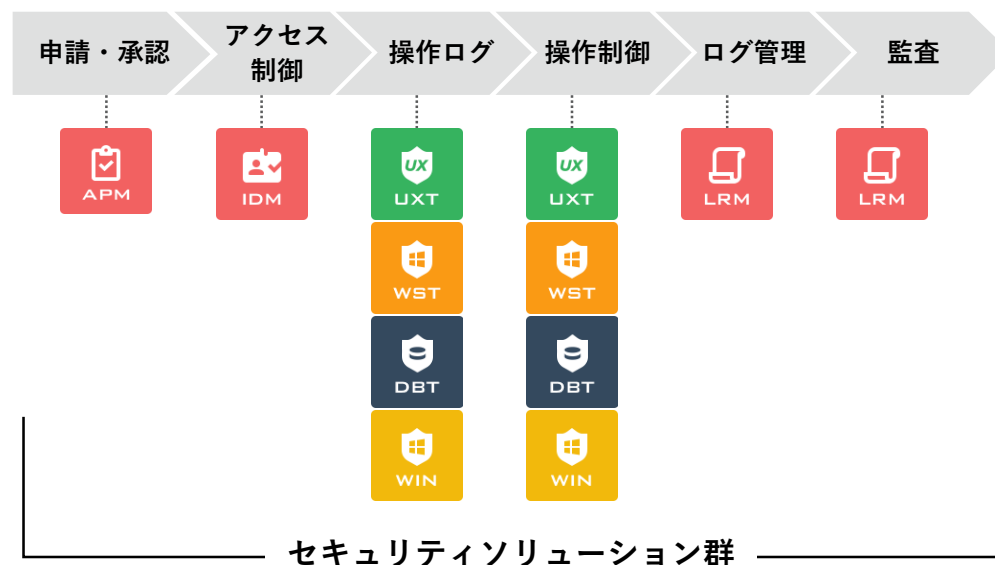 申請・承認
アクセス
制御
操作ログ
操作制御
ログ管理
監査
APM
IDM
UX
UXT
UX
UXT
LRM
LRM
WST
WST
DBT
DBT
WIN
WIN
セキュリティソリューション群